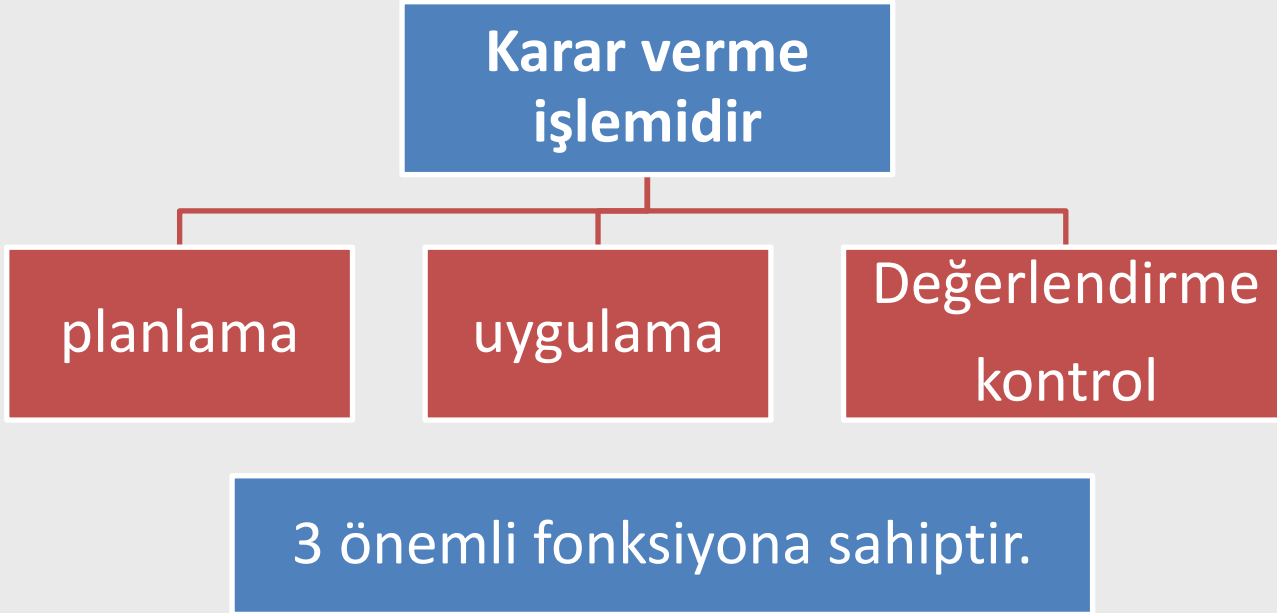 Karar verme
işlemidir
planlama
uygulama
Değerlendirme
kontrol
3 önemli fonksiyona sahiptir.